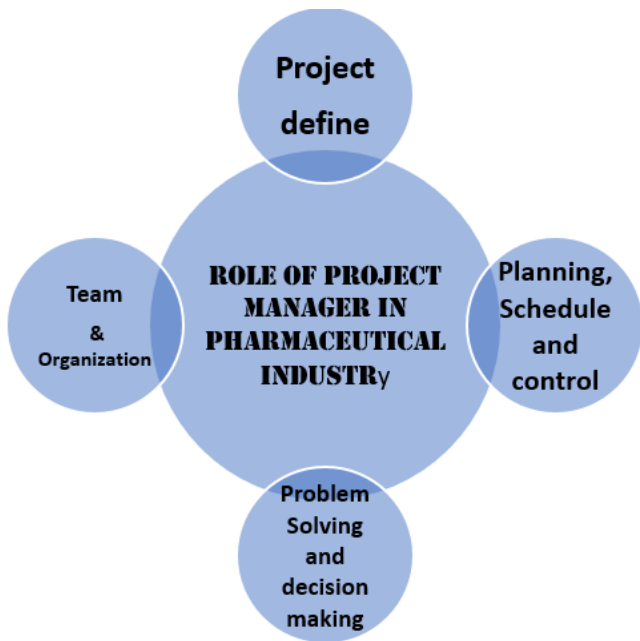 Project
define
ROLE OF PROJECT
MANAGER IN
PHARMACEUTICAL
INDUSTRy
Planning,
Schedule
and
control
Team
&
Organization
Problem
Solving
and
decision
making